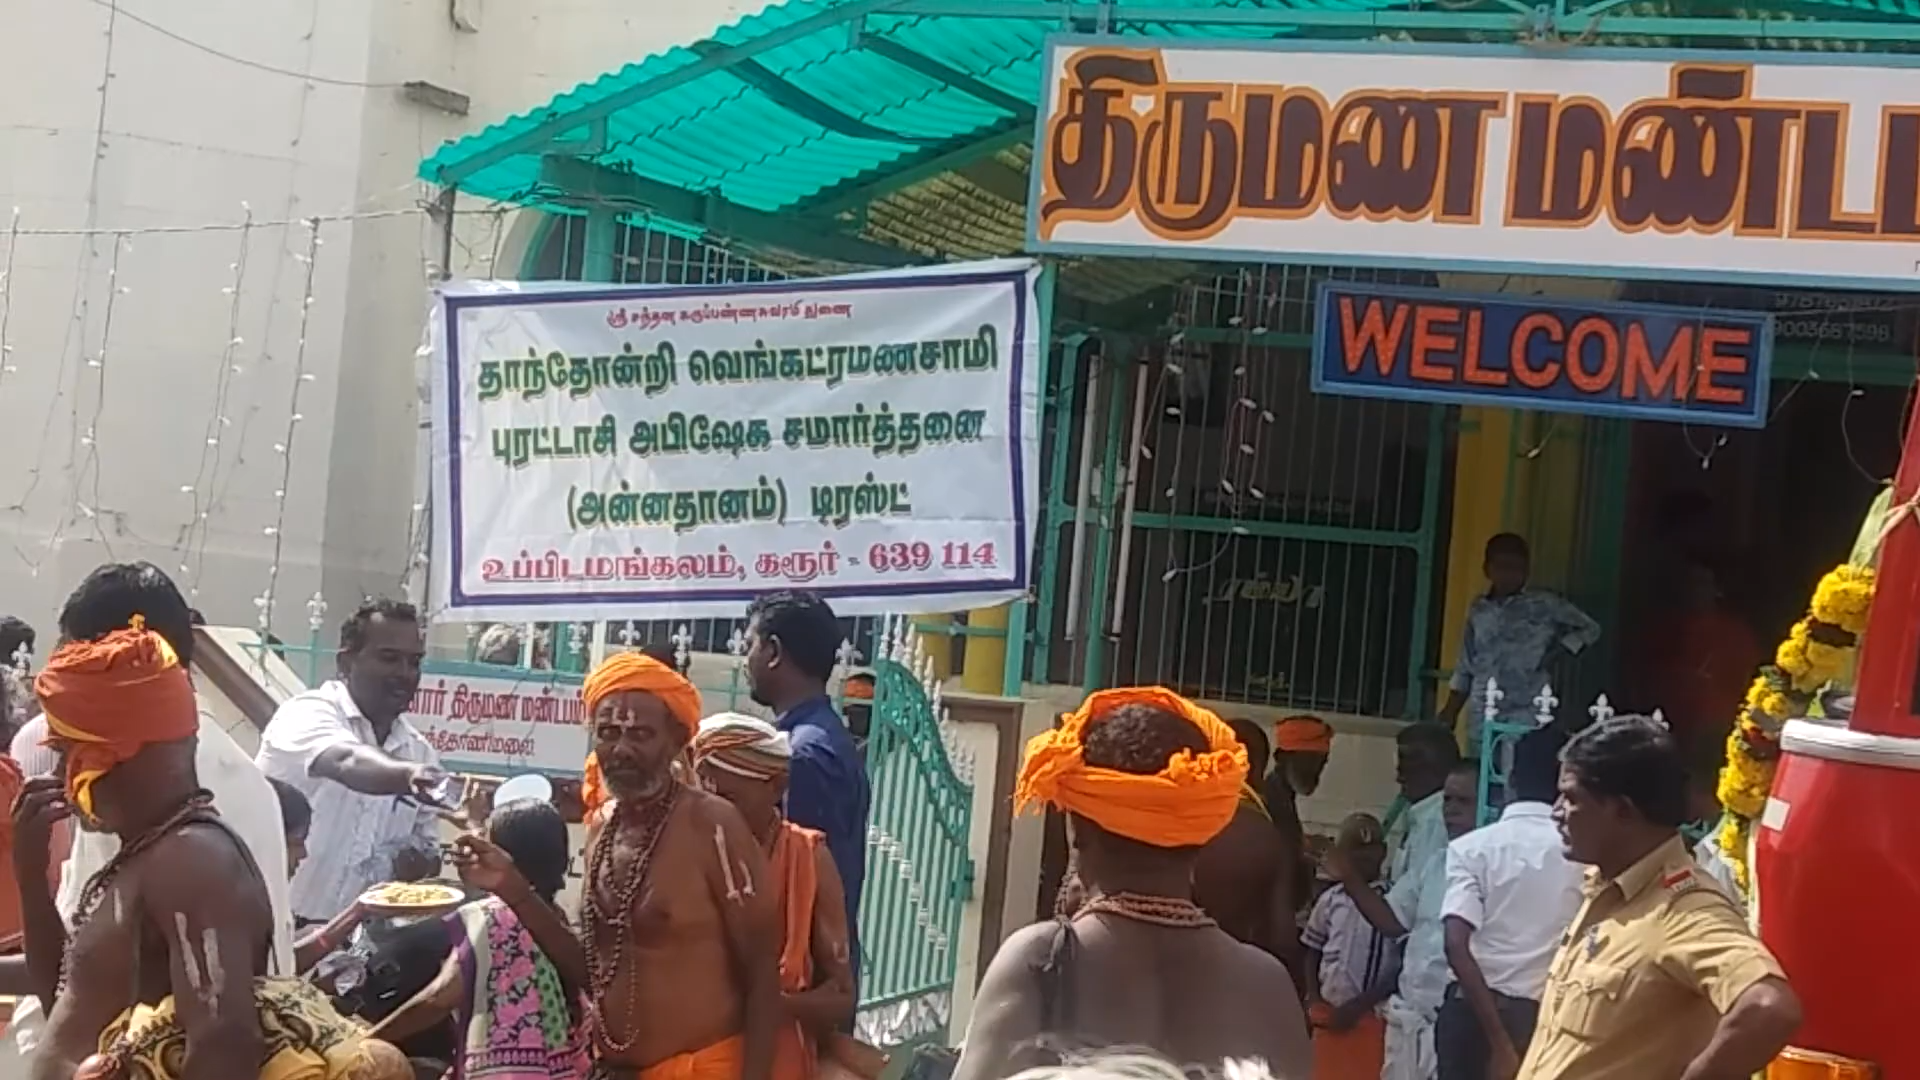 திருமண மண்ட
WELCOME
ஸ்ரீ சந்தன கருப்பண்ணசுவாமி துணை
தாந்தோன்றி வெங்கட்ரமணசாமி
புரட்டாசி அபிஷேக சமார்த்தனை
(அன்னதானம்) டிரஸ்ட்
உப்பிடமங்கலம், கரூர் - 639 114
திருமண மண்டபம்